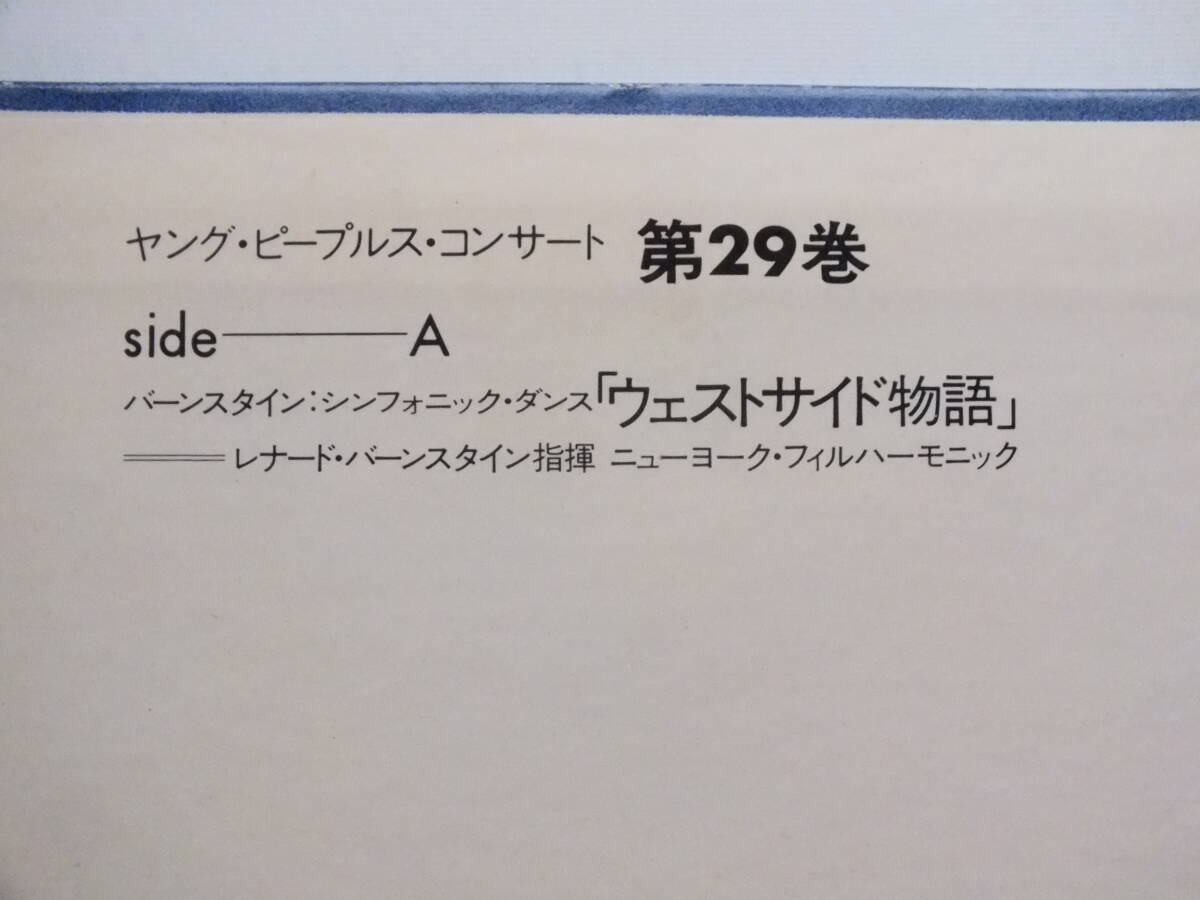 ヤング・ピープルス・コンサート 第29巻
side———A
バーンスタイン：シンフォニック・ダンス「ウェストサイド物語」
═══レナード・バーンスタイン指揮 ニューヨーク・フィルハーモニック